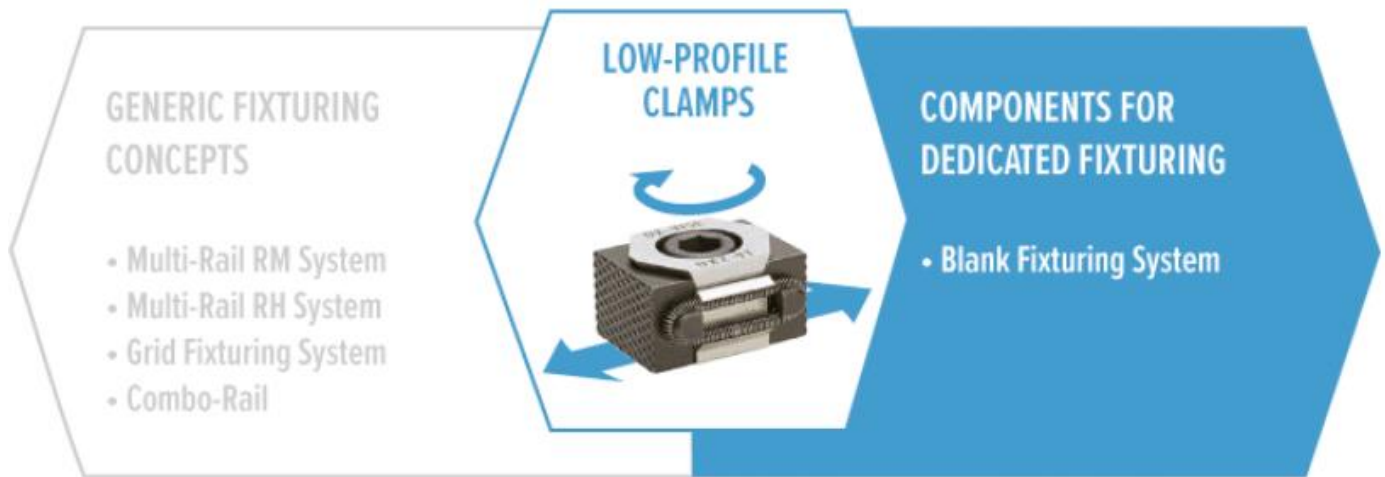 GENERIC FIXTURING
CONCEPTS
• Multi-Rail RM System
• Multi-Rail RH System
• Grid Fixturing System
• Combo-Rail
LOW-PROFILE
CLAMPS
COMPONENTS FOR
DEDICATED FIXTURING
• Blank Fixturing System